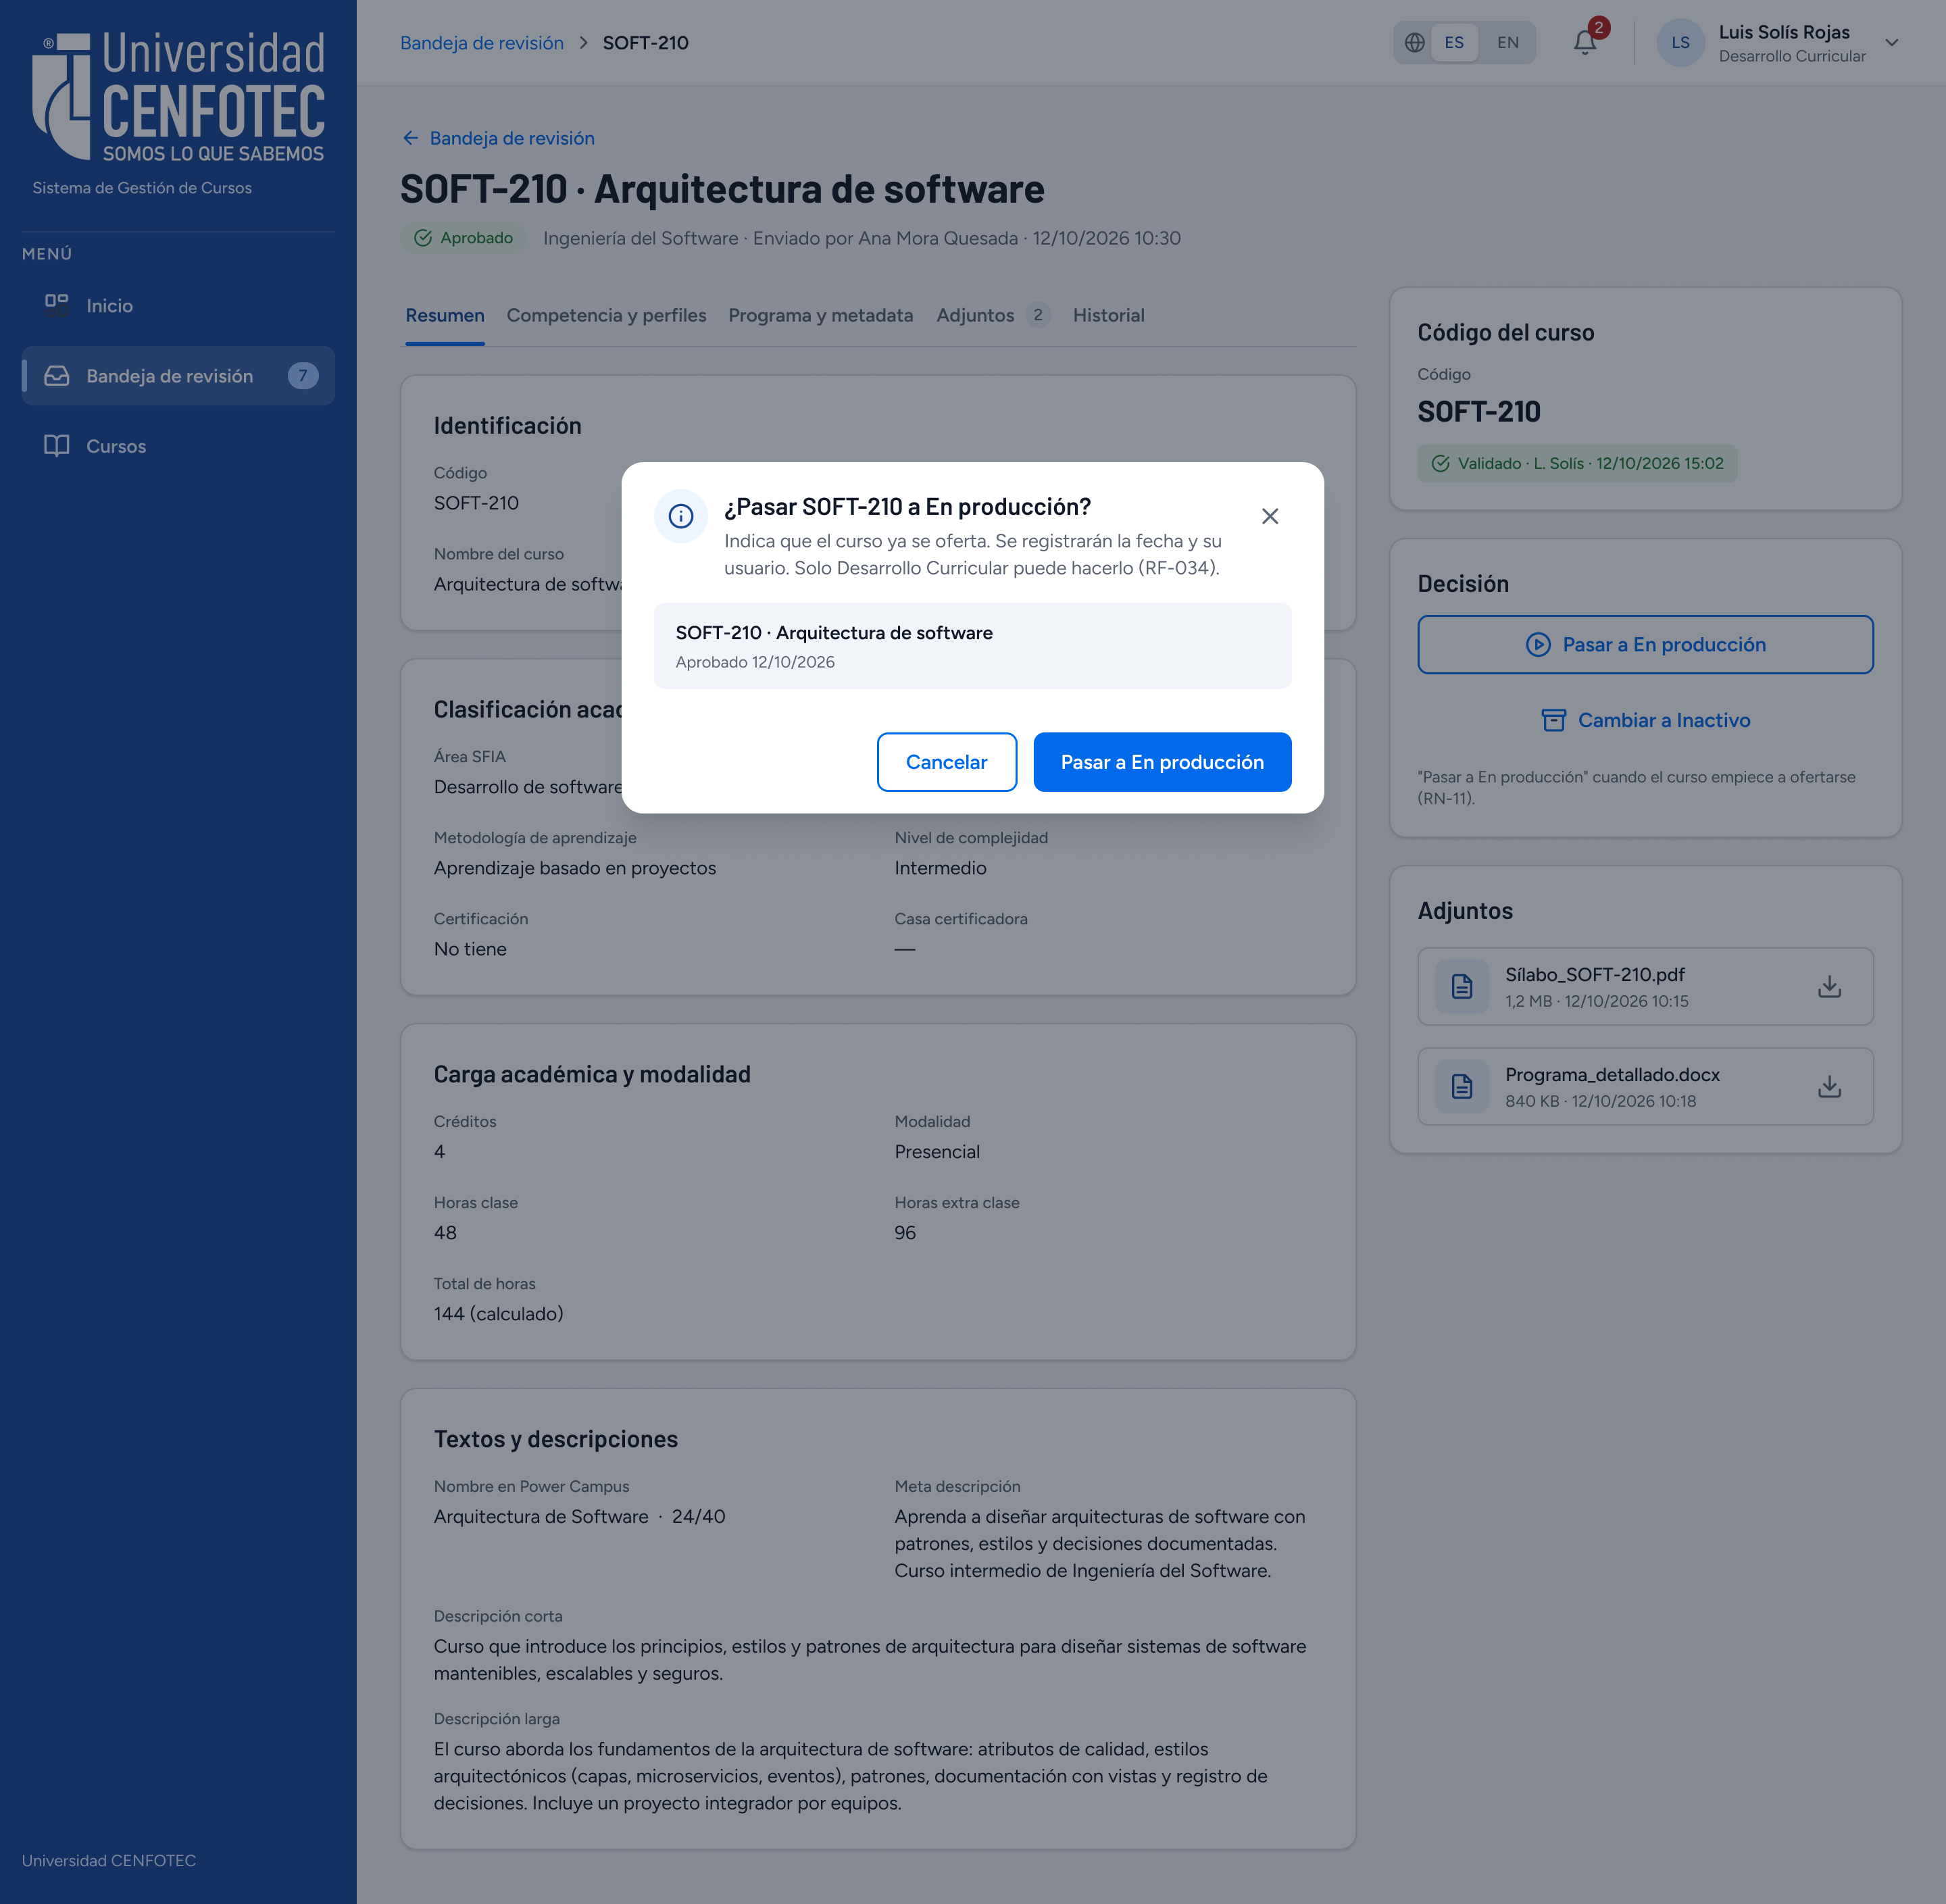 ®
Universidad
CENFOTEC
SOMOS LO QUE SABEMOS
Sistema de Gestión de Cursos
MENÚ
Inicio
Bandeja de revisión 7
Cursos
Universidad CENFOTEC
Bandeja de revisión > SOFT-210
ES EN
2
LS
Luis Solís Rojas
Desarrollo Curricular
← Bandeja de revisión
SOFT-210 · Arquitectura de software
Aprobado Ingeniería del Software · Enviado por Ana Mora Quesada · 12/10/2026 10:30
Resumen Competencia y perfiles Programa y metadata Adjuntos 2 Historial
Identificación
Código
SOFT-210
Nombre del curso
Arquitectura de softwa
¿Pasar SOFT-210 a En producción?
Indica que el curso ya se oferta. Se registrarán la fecha y su
usuario. Solo Desarrollo Curricular puede hacerlo (RF-034).
SOFT-210 · Arquitectura de software
Aprobado 12/10/2026
Cancelar Pasar a En producción
Clasificación acad
Área SFIA
Desarrollo de software
Metodología de aprendizaje Nivel de complejidad
Aprendizaje basado en proyectos Intermedio
Certificación Casa certificadora
No tiene —
Carga académica y modalidad
Créditos Modalidad
4 Presencial
Horas clase Horas extra clase
48 96
Total de horas
144 (calculado)
Textos y descripciones
Nombre en Power Campus
Arquitectura de Software · 24/40
Meta descripción
Aprenda a diseñar arquitecturas de software con
patrones, estilos y decisiones documentadas.
Curso intermedio de Ingeniería del Software.
Descripción corta
Curso que introduce los principios, estilos y patrones de arquitectura para diseñar sistemas de software
mantenibles, escalables y seguros.
Descripción larga
El curso aborda los fundamentos de la arquitectura de software: atributos de calidad, estilos
arquitectónicos (capas, microservicios, eventos), patrones, documentación con vistas y registro de
decisiones. Incluye un proyecto integrador por equipos.
Código del curso
Código
SOFT-210
Validado · L. Solís · 12/10/2026 15:02
Decisión
Pasar a En producción
Cambiar a Inactivo
"Pasar a En producción" cuando el curso empiece a ofertarse
(RN-11).
Adjuntos
Sílabo_SOFT-210.pdf
1,2 MB · 12/10/2026 10:15
Programa_detallado.docx
840 KB · 12/10/2026 10:18